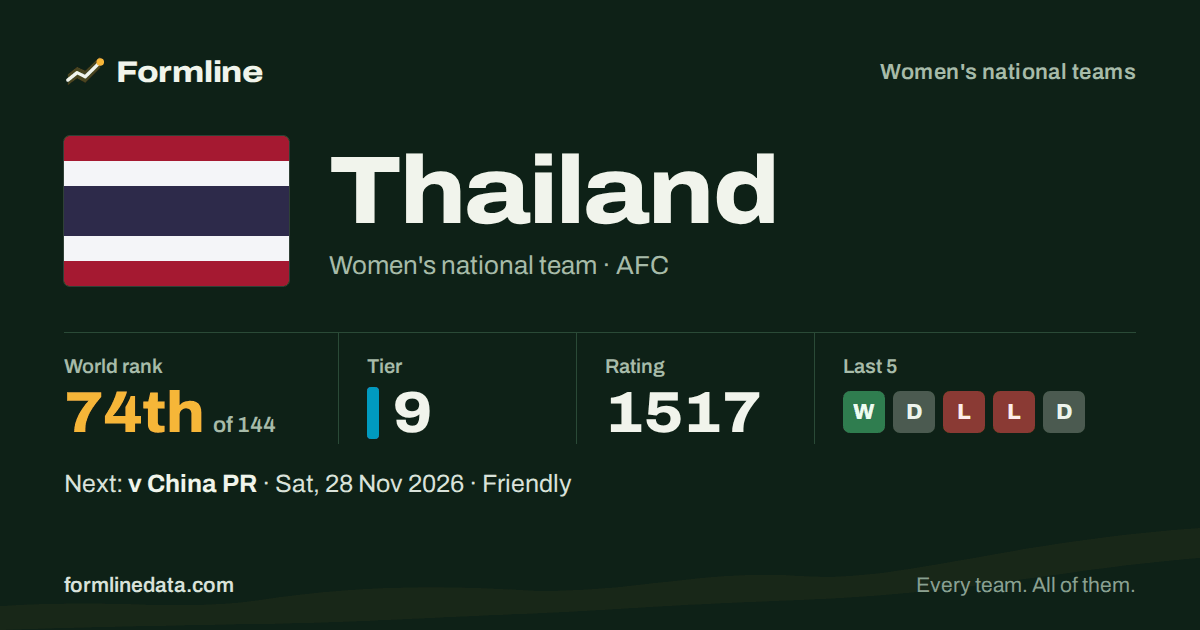 Formline
Women's national teams
Thailand
Women's national team · AFC
World rank
74th of 144
Tier
9
Rating
1517
Last 5
W D L L D
Next: v China PR · Sat, 28 Nov 2026 · Friendly
formlinedata.com
Every team. All of them.